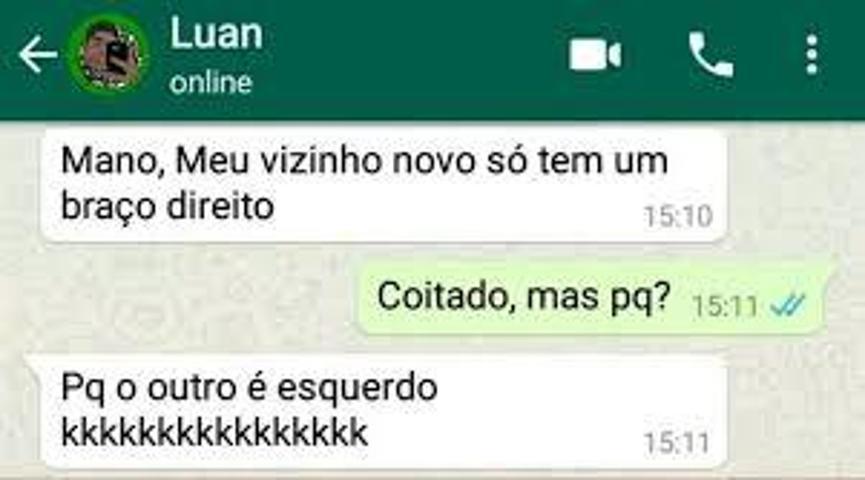 Luan
online
Mano, Meu vizinho novo só tem um
braço direito
15:10
Coitado, mas pq? 15:11
Pq o outro é esquerdo
kkkkkkkkkkkkkkkk
15:11